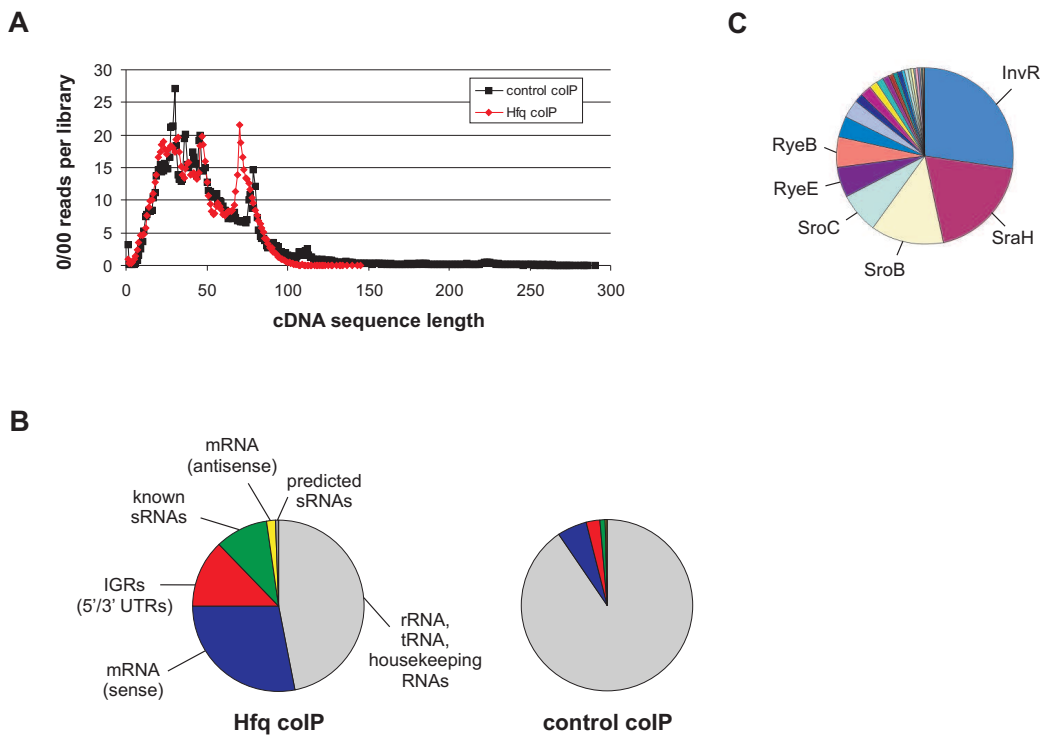 A
0/00 reads per library
30
25
20
15
10
5
0
0
50
100
150
200
250
300
cDNA sequence length
control coIP
Hfq coIP
C
InvR
SraH
SroB
SroC
RyeE
RyeB
B
mRNA
(antisense)
predicted
sRNAs
known
sRNAs
IGRs
(5'/3' UTRs)
mRNA
(sense)
rRNA,
tRNA,
housekeeping
RNAs
Hfq coIP
control coIP